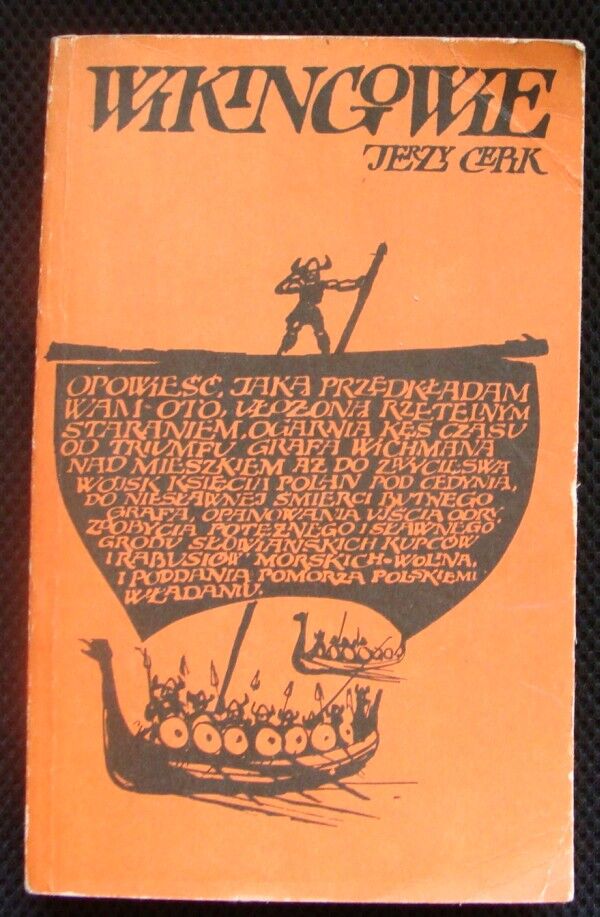 WIKINGOWIE
JERZY CERK
OPOWIEŚĆ, JAKĄ PRZEDKŁADAM
WAM OTO, UŁOŻONA RZETELNYM
STARANIEM, OGARNIA KĘS CZASU
OD TRIUMFU GRAFA WICHMANA
NAD MIESZKIEM AŻ DO ZWYCIĘSTWA
WOJSK KSIĘCIA POLAN POD CEDYNIĄ,
DO NIESŁAWNEJ ŚMIERCI BUTNEGO
GRAFA, OPANOWANIA UJŚCIA ODRY,
ZDOBYCIA POTĘŻNEGO I SŁAWNEGO
GRODU SŁOWIAŃSKICH KUPCÓW
I RABUSIÓW MORSKICH-WOLINA,
I PODDANIA POMORZA POLSKIEMU
WŁADANIU.